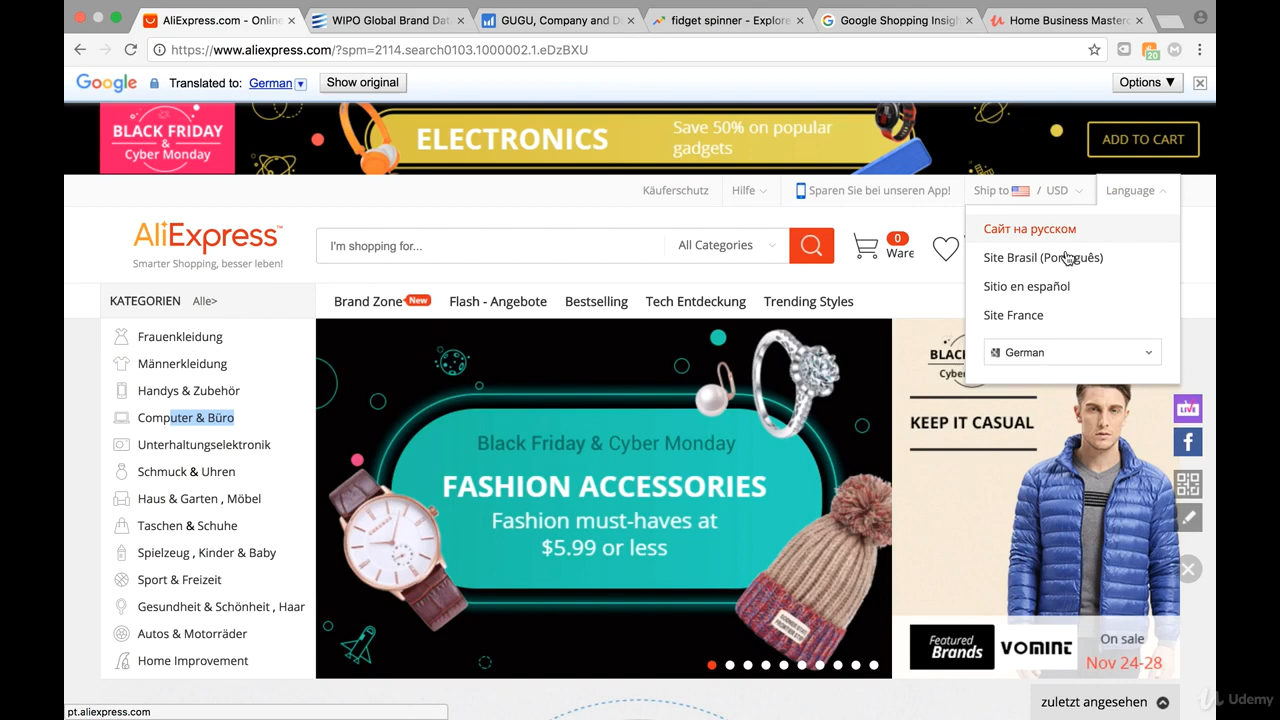 AliExpress.com - Online
WIPO Global Brand Dat
GUGU, Company and D
fidget spinner - Explore
Google Shopping Insigh
Home Business Masterc
https://www.aliexpress.com/?spm=2114.search0103.1000002.1.eDzBXU
20
Google Translated to: German Show original Options ▼
BLACK FRIDAY
&
Cyber Monday
ELECTRONICS
Save 50% on popular
gadgets
ADD TO CART
Käuferschutz Hilfe Sparen Sie bei unseren App! Ship to / USD Language
AliExpress™
Smarter Shopping, besser leben!
I'm shopping for... All Categories
0
Ware
Сайт на русском
Site Brasil (Português)
Sitio en español
Site France
German
KATEGORIEN Alle>
Brand Zone New Flash - Angebote Bestselling Tech Entdeckung Trending Styles
Frauenkleidung
Männerkleidung
Handys & Zubehör
Computer & Büro
Unterhaltungselektronik
Schmuck & Uhren
Haus & Garten , Möbel
Taschen & Schuhe
Spielzeug , Kinder & Baby
Sport & Freizeit
Gesundheit & Schönheit , Haar
Autos & Motorräder
Home Improvement
Black Friday & Cyber Monday
FASHION ACCESSORIES
Fashion must-haves at
$5.99 or less
BLAC
Cybe
KEEP IT CASUAL
LIVE
Featured
Brands
VOMINT
On sale
Nov 24-28
zuletzt angesehen
pt.aliexpress.com
Udemy